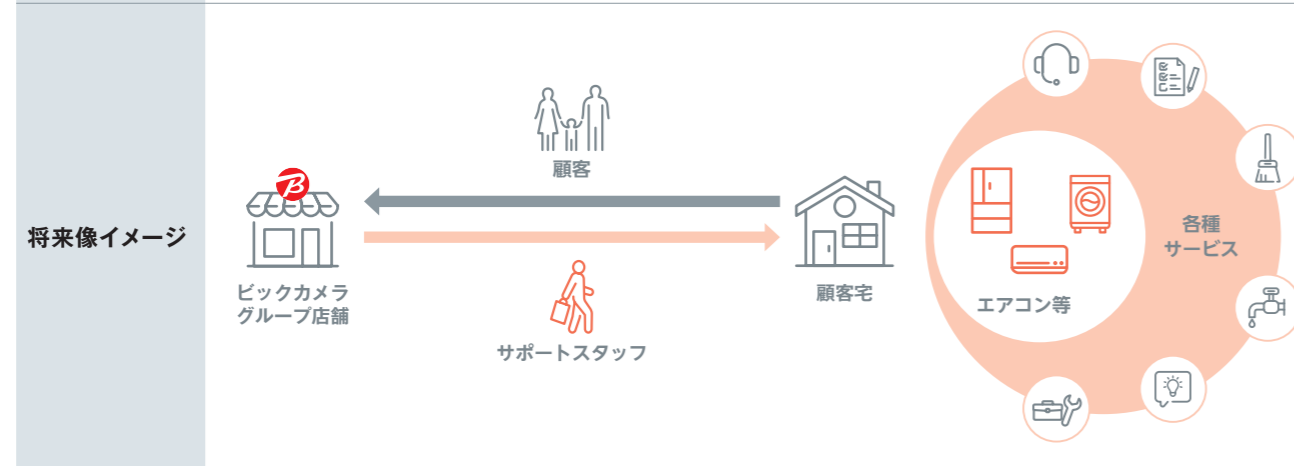 将来像イメージ
B
ビックカメラ
グループ店舗
顧客
サポートスタッフ
顧客宅
エアコン等
各種
サービス